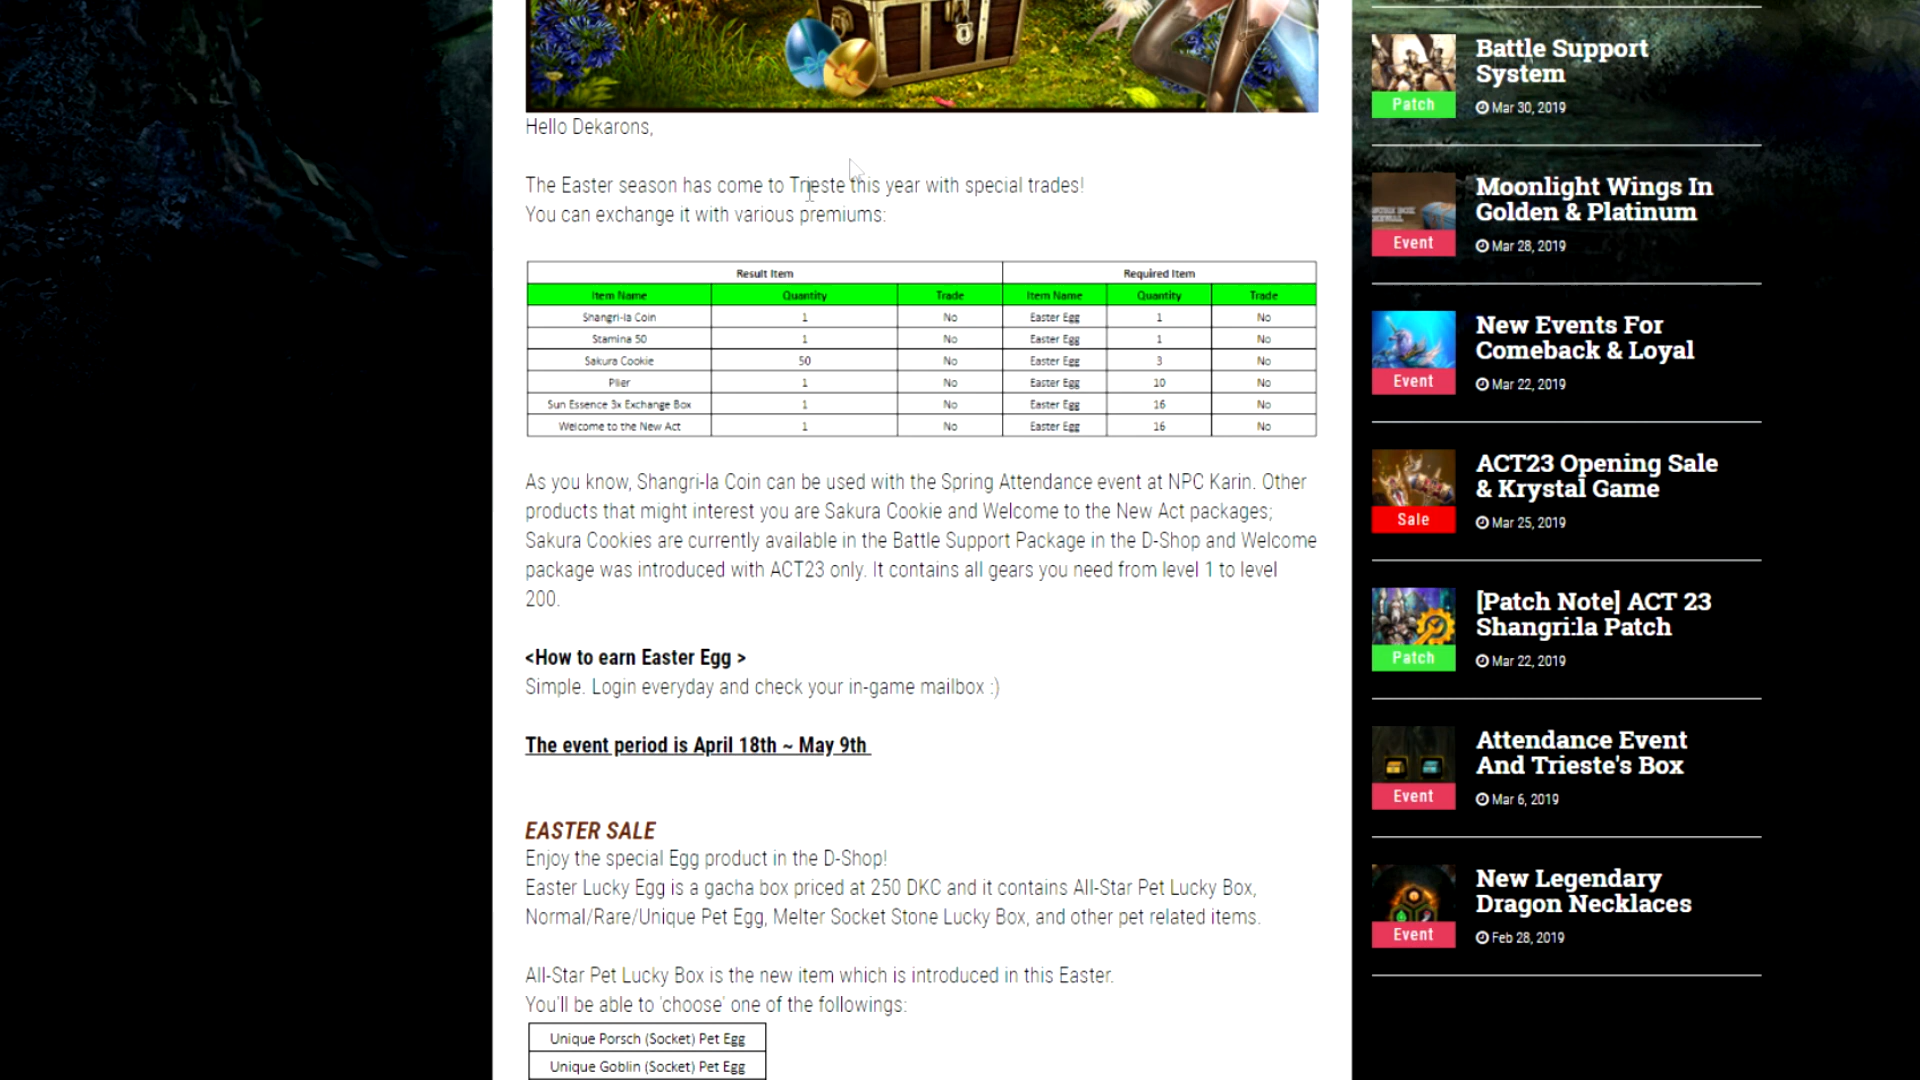 Hello Dekarons,
The Easter season has come to Trieste this year with special trades!
You can exchange it with various premiums:
Result Item Required Item
Item Name Quantity Trade Item Name Quantity Trade
Shangri-la Coin 1 No Easter Egg 1 No
Stamina 50 1 No Easter Egg 1 No
Sakura Cookie 50 No Easter Egg 3 No
Plier 1 No Easter Egg 10 No
Sun Essence 3x Exchange Box 1 No Easter Egg 16 No
Welcome to the New Act 1 No Easter Egg 16 No
As you know, Shangri-la Coin can be used with the Spring Attendance event at NPC Karin. Other
products that might interest you are Sakura Cookie and Welcome to the New Act packages;
Sakura Cookies are currently available in the Battle Support Package in the D-Shop and Welcome
package was introduced with ACT23 only. It contains all gears you need from level 1 to level
200.
<How to earn Easter Egg >
Simple. Login everyday and check your in-game mailbox :)
The event period is April 18th ~ May 9th
EASTER SALE
Enjoy the special Egg product in the D-Shop!
Easter Lucky Egg is a gacha box priced at 250 DKC and it contains All-Star Pet Lucky Box,
Normal/Rare/Unique Pet Egg, Melter Socket Stone Lucky Box, and other pet related items.
All-Star Pet Lucky Box is the new item which is introduced in this Easter.
You'll be able to 'choose' one of the followings:
Unique Porsch (Socket) Pet Egg
Unique Goblin (Socket) Pet Egg
Battle Support
System
Patch
Mar 30, 2019
Moonlight Wings In
Golden & Platinum
Event
Mar 28, 2019
New Events For
Comeback & Loyal
Event
Mar 22, 2019
ACT23 Opening Sale
& Krystal Game
Sale
Mar 25, 2019
[Patch Note] ACT 23
Shangri:la Patch
Patch
Mar 22, 2019
Attendance Event
And Trieste's Box
Event
Mar 6, 2019
New Legendary
Dragon Necklaces
Event
Feb 28, 2019